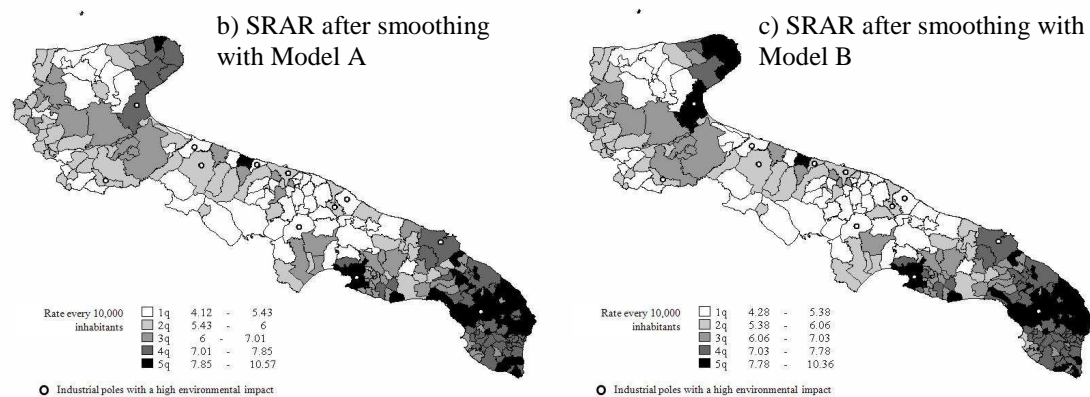 b) SRAR after smoothing
with Model A
Rate every 10,000
inhabitants
1q 4.12 - 5.43
2q 5.43 - 6
3q 6 - 7.01
4q 7.01 - 7.85
5q 7.85 - 10.57
Industrial poles with a high environmental impact
c) SRAR after smoothing with
Model B
Rate every 10,000
inhabitants
1q 4.28 - 5.38
2q 5.38 - 6.06
3q 6.06 - 7.03
4q 7.03 - 7.78
5q 7.78 - 10.36
Industrial poles with a high environmental impact